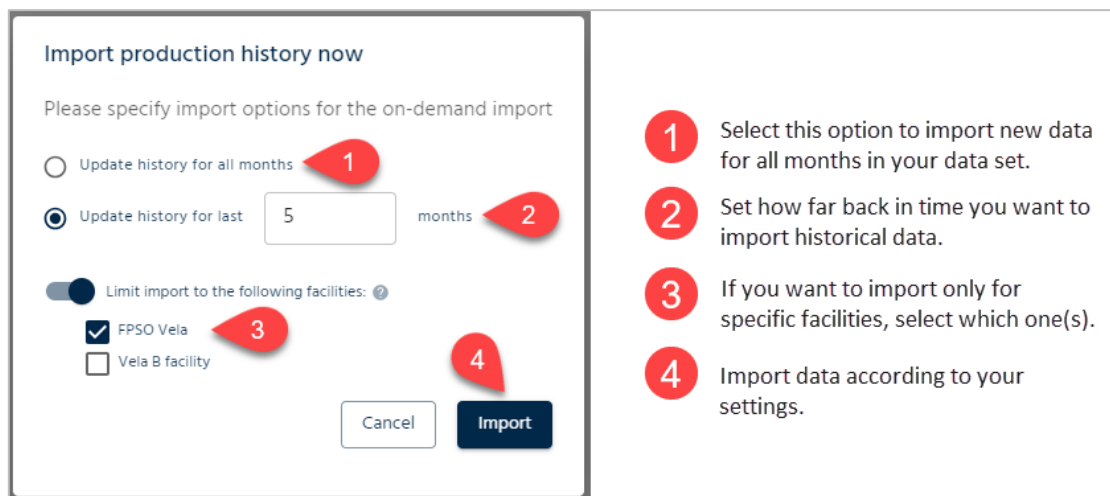 Import production history now
Please specify import options for the on-demand import
Update history for all months 1
Update history for last 5 months 2
Limit import to the following facilities: ?
FPSO Vela 3
Vela B facility
4
Cancel Import
1 Select this option to import new data
for all months in your data set.
2 Set how far back in time you want to
import historical data.
3 If you want to import only for
specific facilities, select which one(s).
4 Import data according to your
settings.